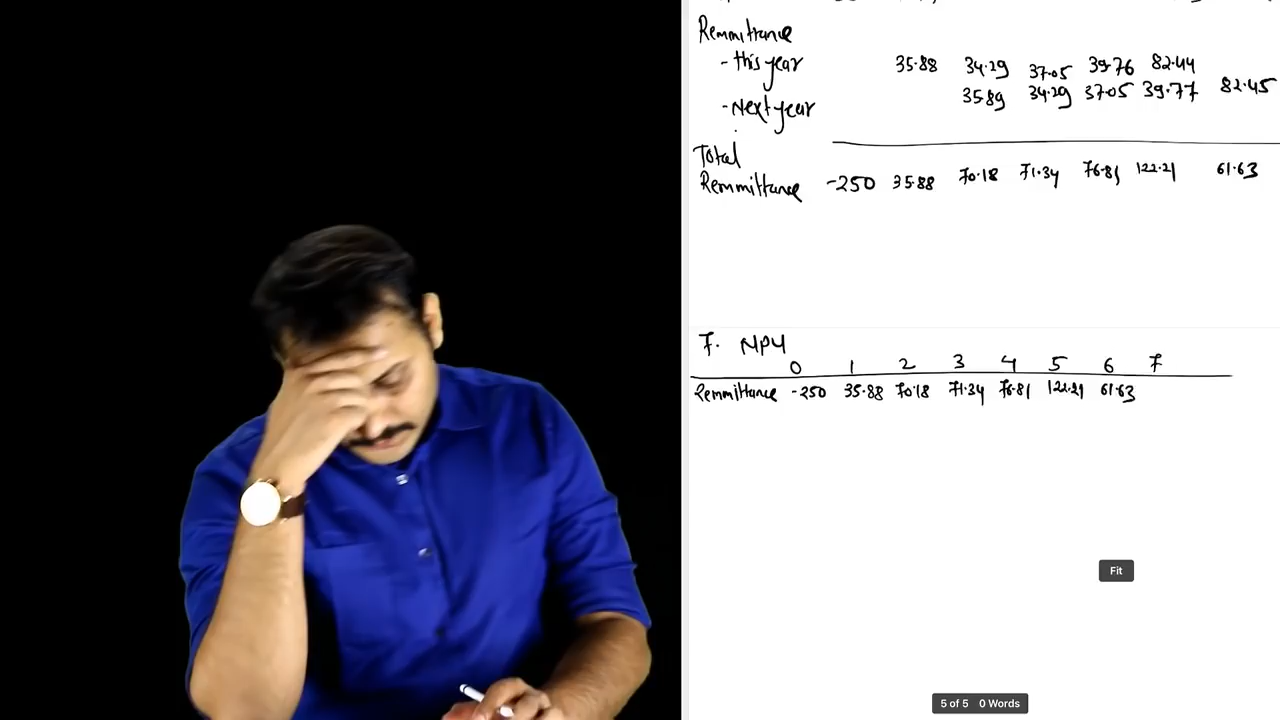 Remmittance
- this year 35.88 34.29 37.05 39.76 82.44
- Next year 35.89 34.29 37.05 39.77 82.45
Total
Remmittance -250 35.88 70.18 71.34 76.81 122.21 61.63
7. NPV
0 1 2 3 4 5 6 7
Remmittance -250 35.88 70.18 71.34 76.81 122.21 61.63
Fit
5 of 5 0 Words